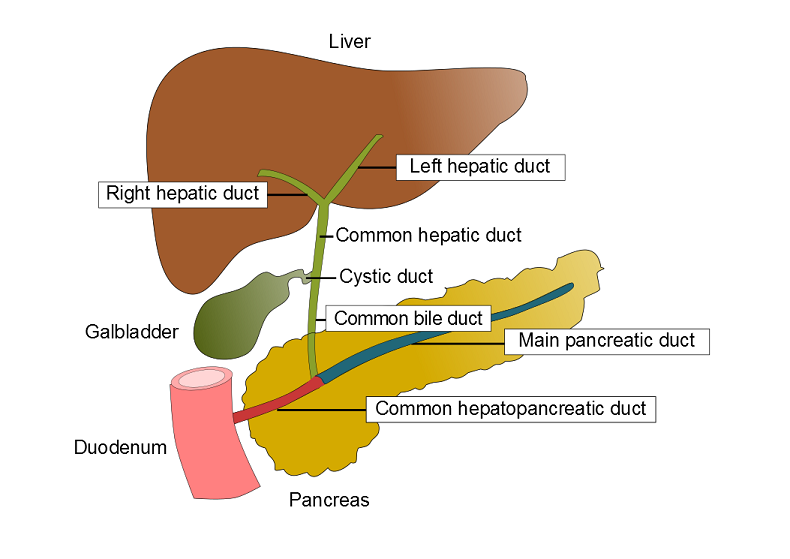 Liver
Left hepatic duct
Right hepatic duct
Common hepatic duct
Cystic duct
Common bile duct
Galbladder
Main pancreatic duct
Common hepatopancreatic duct
Duodenum
Pancreas